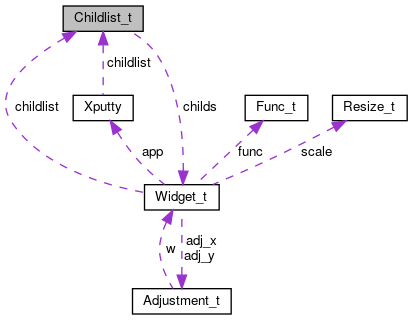 Childlist_t
childlist
childlist
Xputty
childs
Func_t
Resize_t
app
func
scale
Widget_t
w
adj_x
adj_y
Adjustment_t